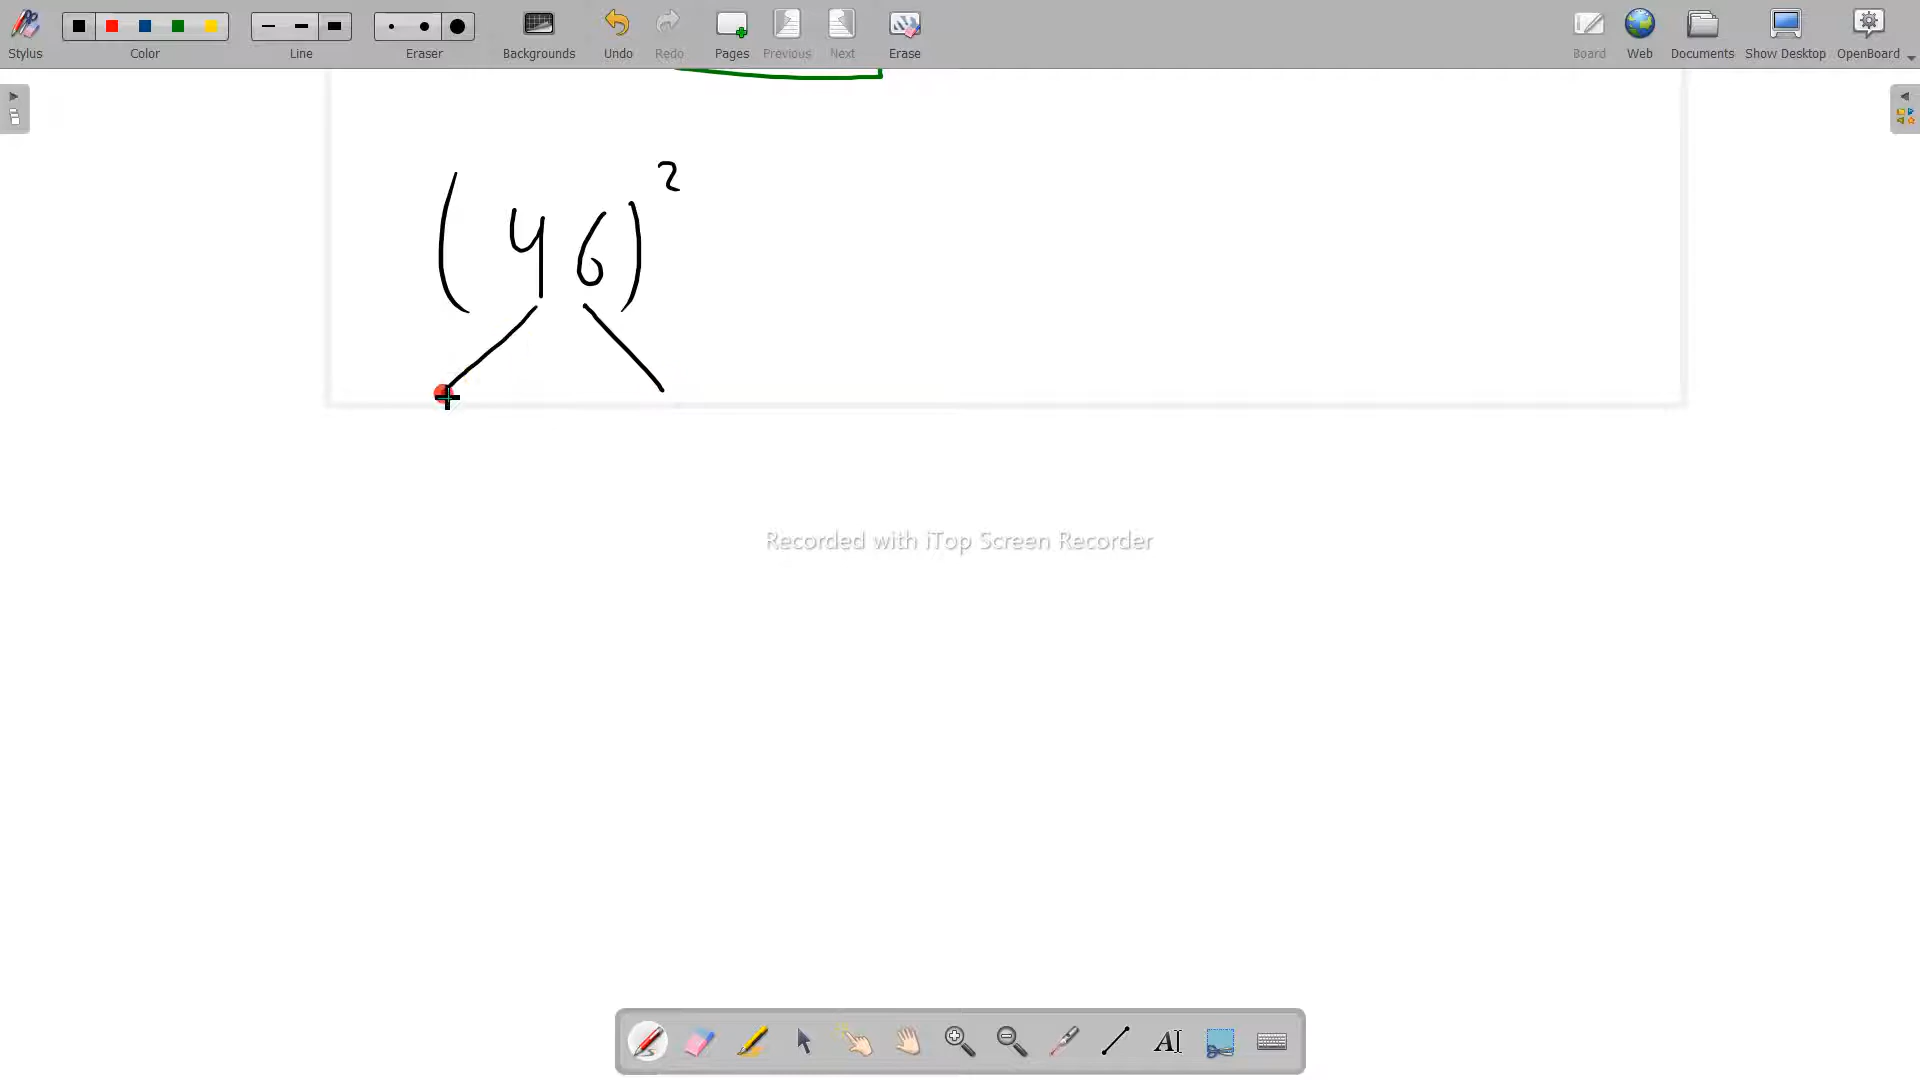 Stylus Color Line Eraser Backgrounds Undo Redo Pages Previous Next Erase Board Web Documents Show Desktop OpenBoard
(46)²
Recorded with iTop Screen Recorder
AI